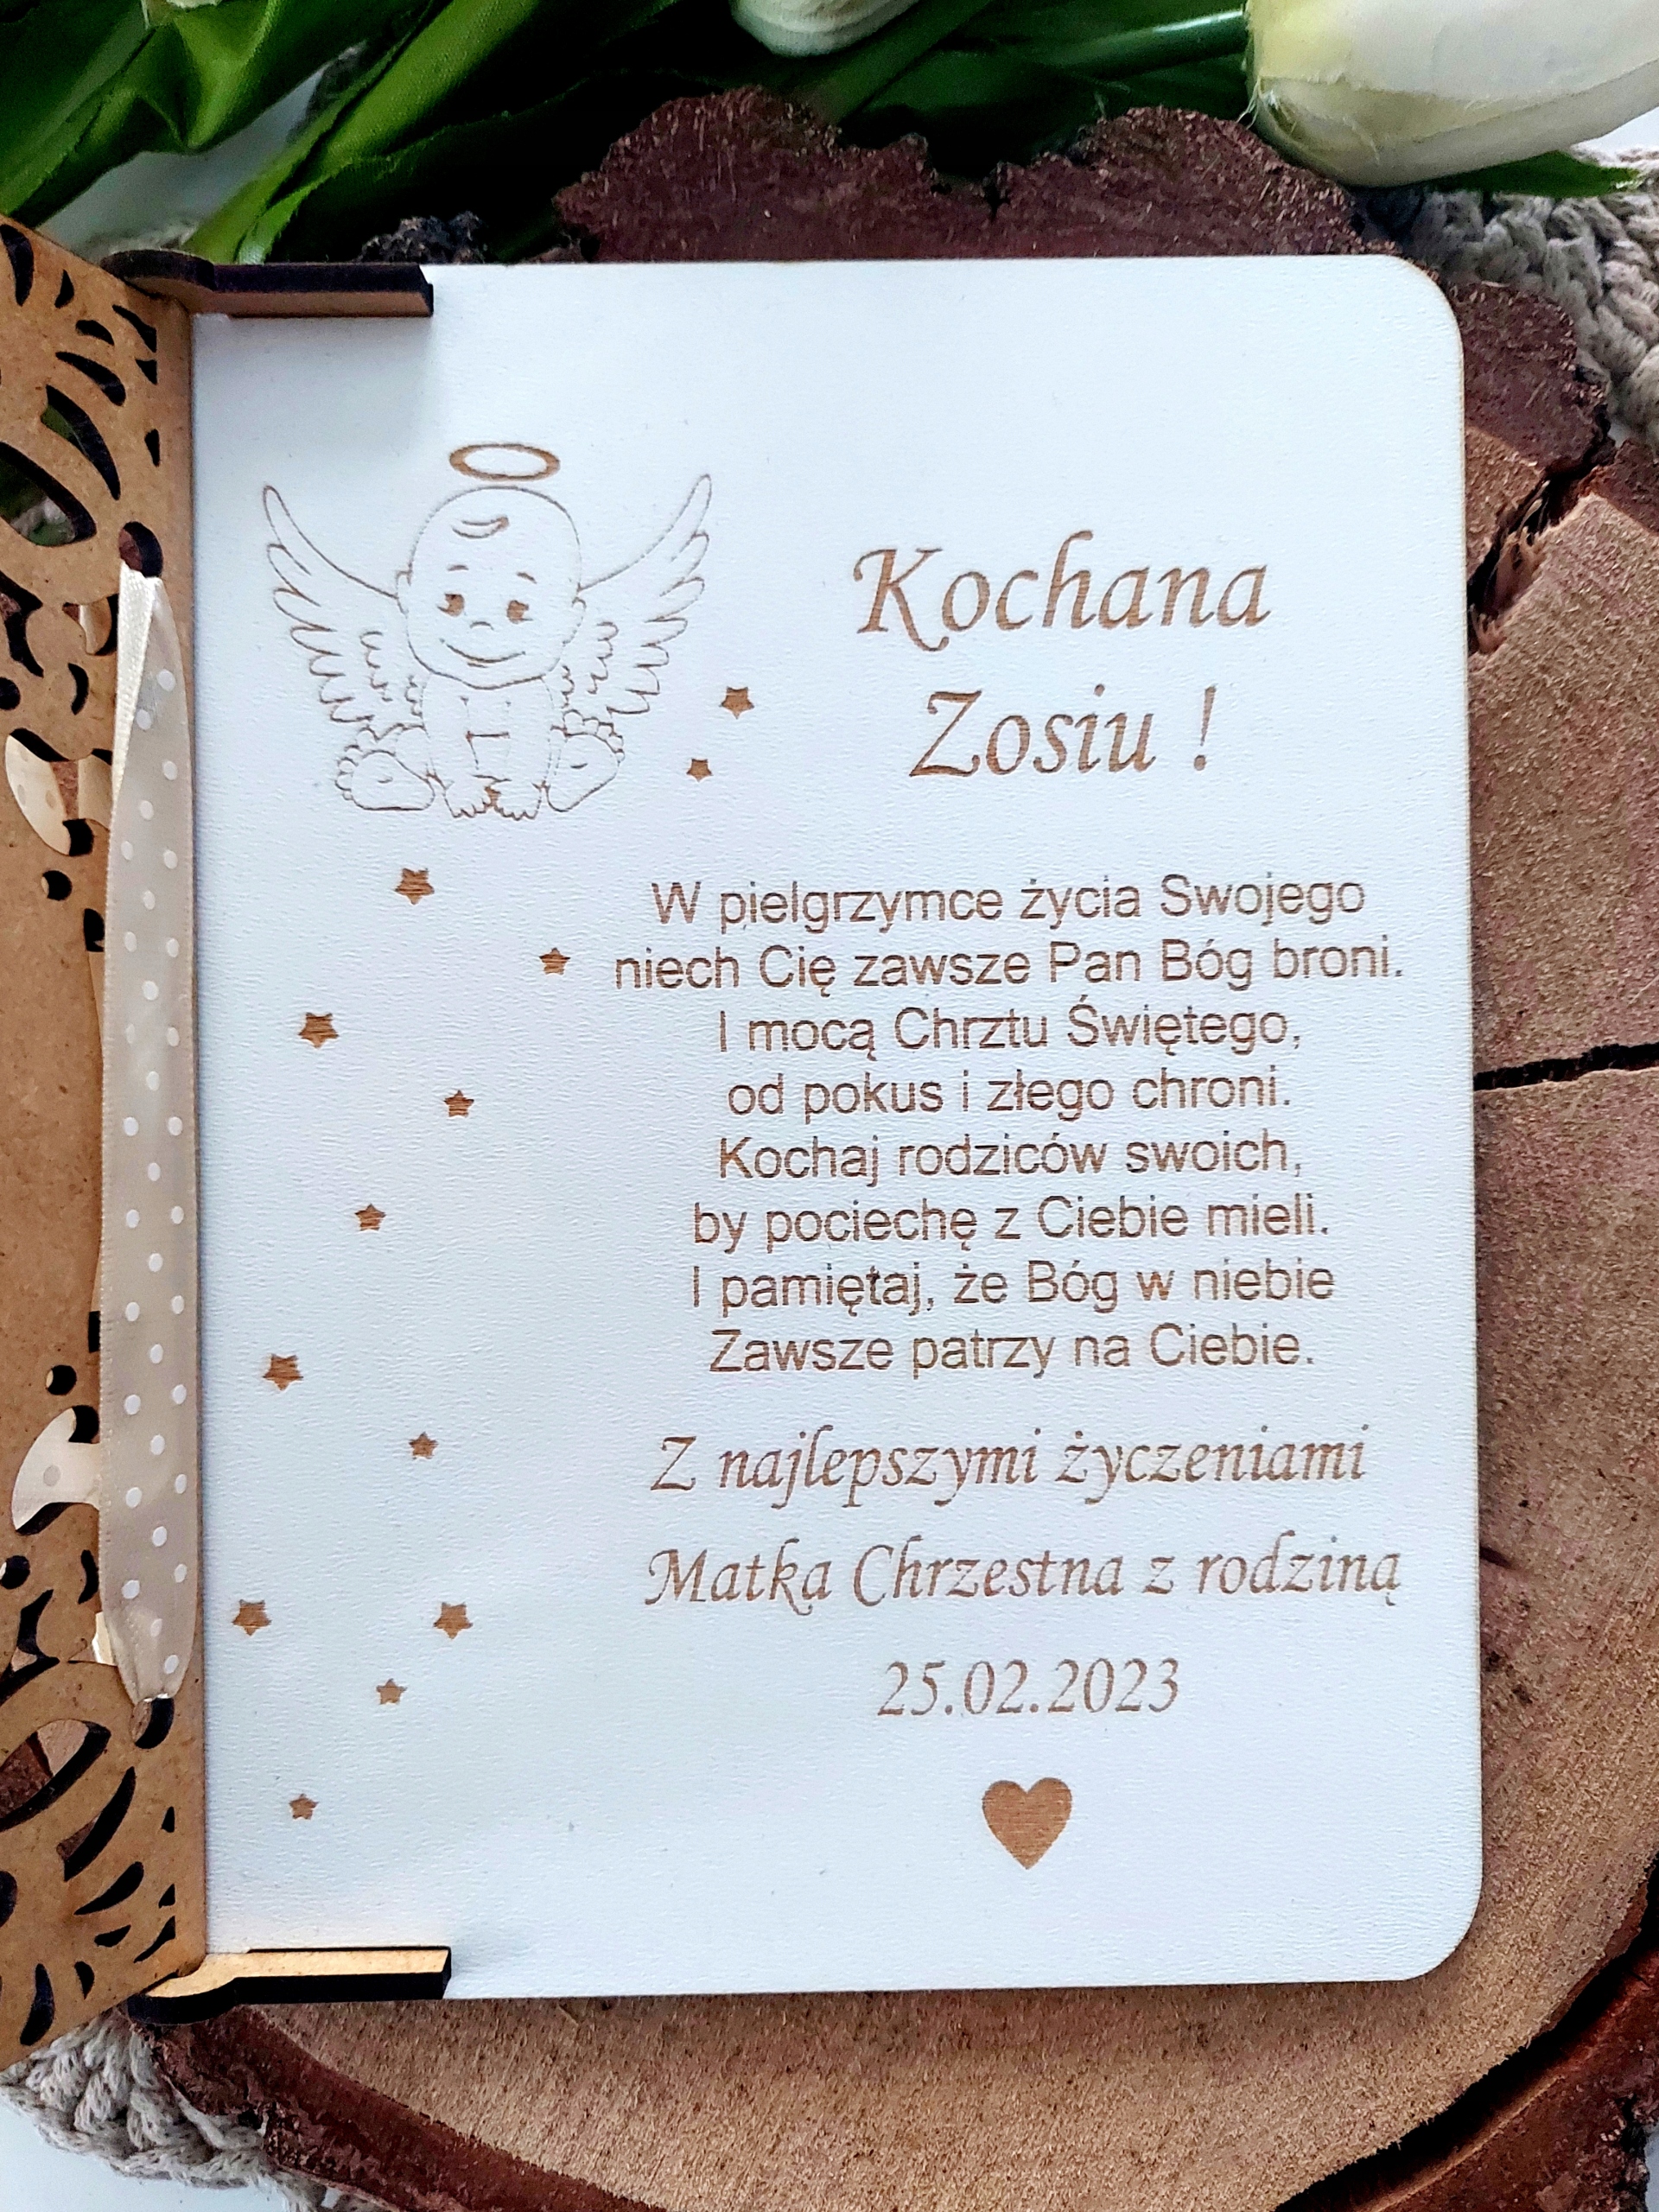 Kochana
Zosiu !
W pielgrzymce życia Swojego
niech Cię zawsze Pan Bóg broni.
I mocą Chrztu Świętego,
od pokus i złego chroni.
Kochaj rodziców swoich,
by pociechę z Ciebie mieli.
I pamiętaj, że Bóg w niebie
Zawsze patrzy na Ciebie.
Z najlepszymi życzeniami
Matka Chrzestna z rodziną
25.02.2023